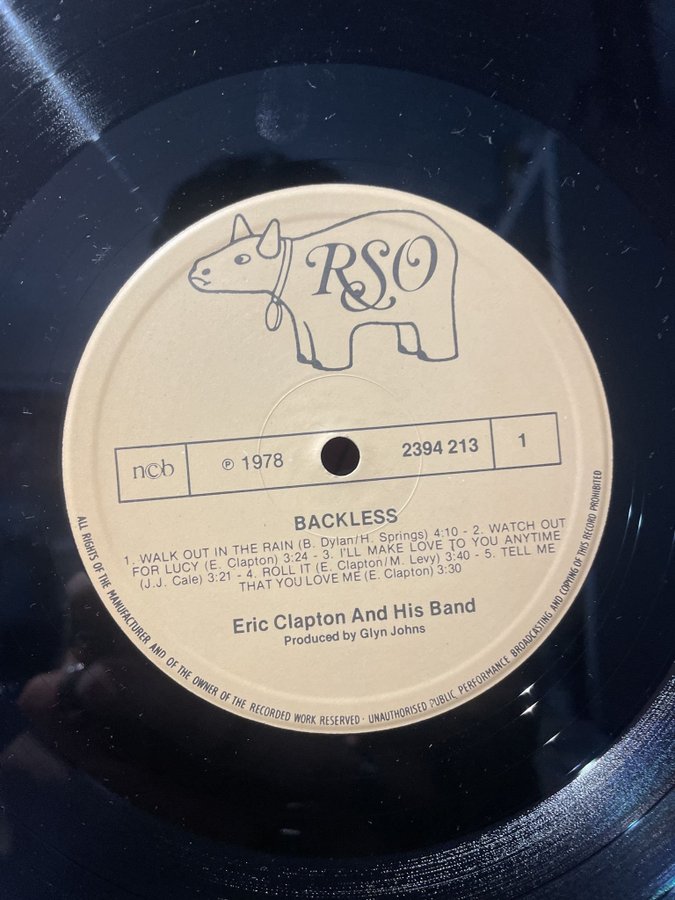 RSO
n©b
℗ 1978
2394 213
1
BACKLESS
1. WALK OUT IN THE RAIN (B. Dylan/H. Springs) 4:10 - 2. WATCH OUT
FOR LUCY (E. Clapton) 3:24 - 3. I'LL MAKE LOVE TO YOU ANYTIME
(J.J. Cale) 3:21 - 4. ROLL IT (E. Clapton/M. Levy) 3:40 - 5. TELL ME
THAT YOU LOVE ME (E. Clapton) 3:30
Eric Clapton And His Band
Produced by Glyn Johns
ALL RIGHTS OF THE MANUFACTURER AND OF THE OWNER OF THE RECORDED WORK RESERVED · UNAUTHORISED PUBLIC PERFORMANCE BROADCASTING AND COPYING OF THIS RECORD PROHIBITED